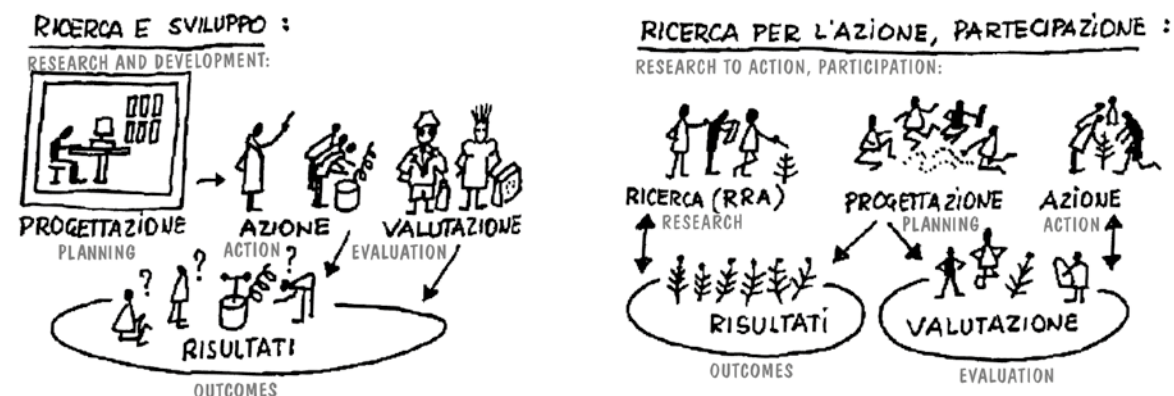 RICERCA E SVILUPPO :
RESEARCH AND DEVELOPMENT:
PROGETTAZIONE
PLANNING
AZIONE
ACTION
VALUTAZIONE
EVALUATION
? ? ?
RISULTATI
OUTCOMES
RICERCA PER L'AZIONE, PARTECIPAZIONE :
RESEARCH TO ACTION, PARTICIPATION:
RICERCA (RRA)
RESEARCH
PROGETTAZIONE
PLANNING
AZIONE
ACTION
RISULTATI
OUTCOMES
VALUTAZIONE
EVALUATION